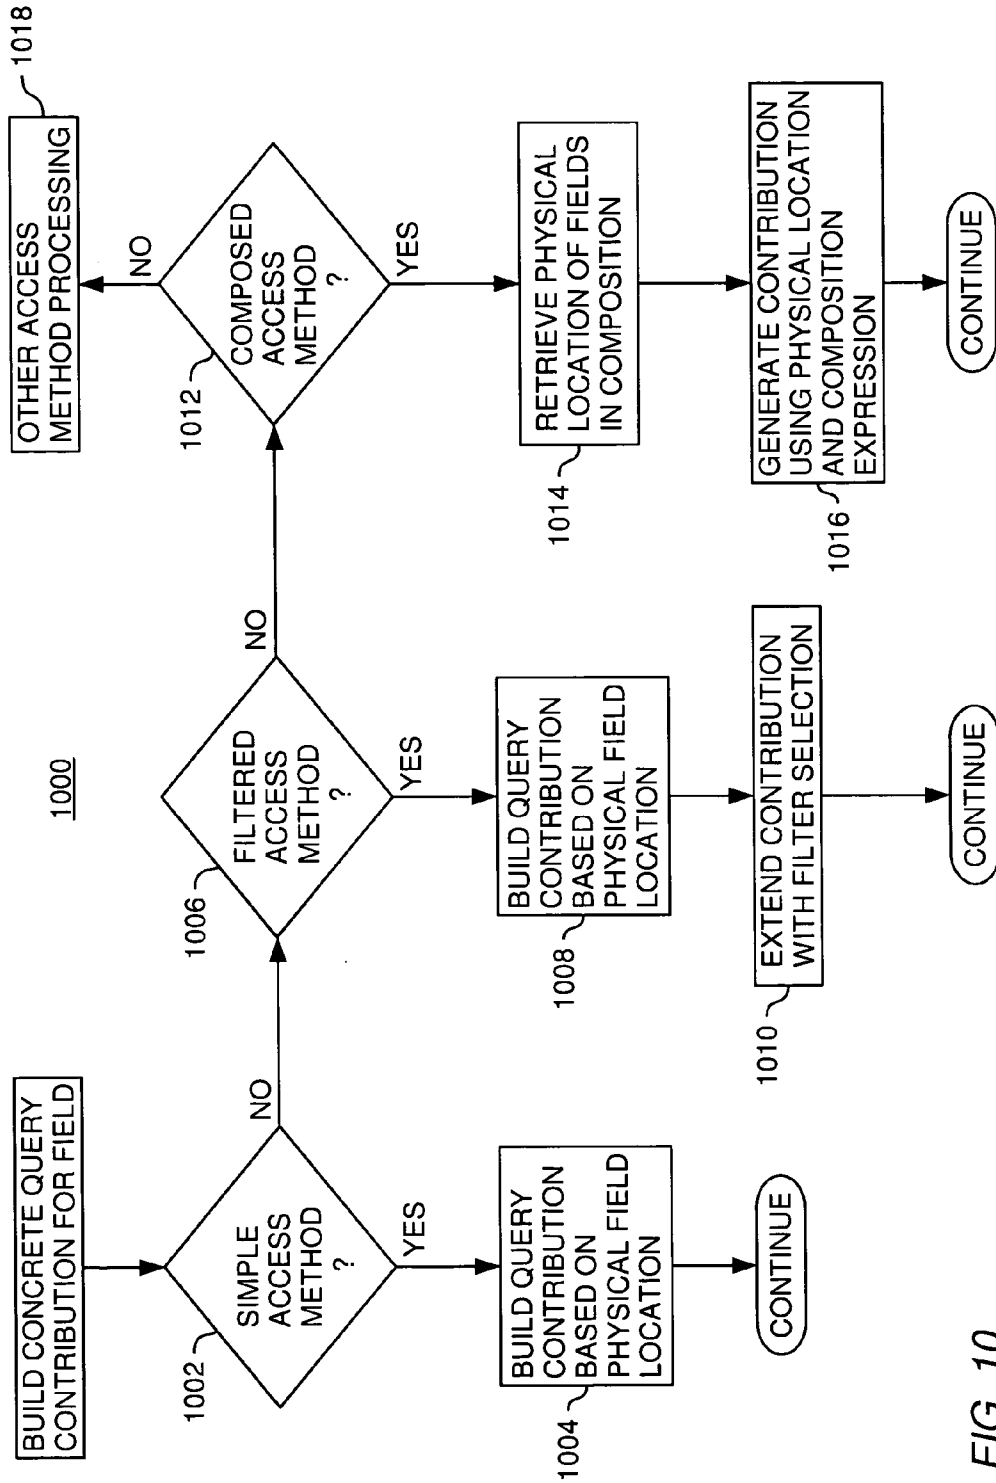 1000
BUILD CONCRETE QUERY
CONTRIBUTION FOR FIELD
1002
SIMPLE
ACCESS
METHOD
?
NO
YES
1004
BUILD QUERY
CONTRIBUTION
BASED ON
PHYSICAL FIELD
LOCATION
CONTINUE
1006
FILTERED
ACCESS
METHOD
?
NO
YES
1008
BUILD QUERY
CONTRIBUTION
BASED ON
PHYSICAL FIELD
LOCATION
1010
EXTEND CONTRIBUTION
WITH FILTER SELECTION
CONTINUE
1012
COMPOSED
ACCESS
METHOD
?
NO
OTHER ACCESS
METHOD PROCESSING
1018
YES
RETRIEVE PHYSICAL
LOCATION OF FIELDS
IN COMPOSITION
1014
GENERATE CONTRIBUTION
USING PHYSICAL LOCATION
AND COMPOSITION
EXPRESSION
1016
CONTINUE
FIG. 10